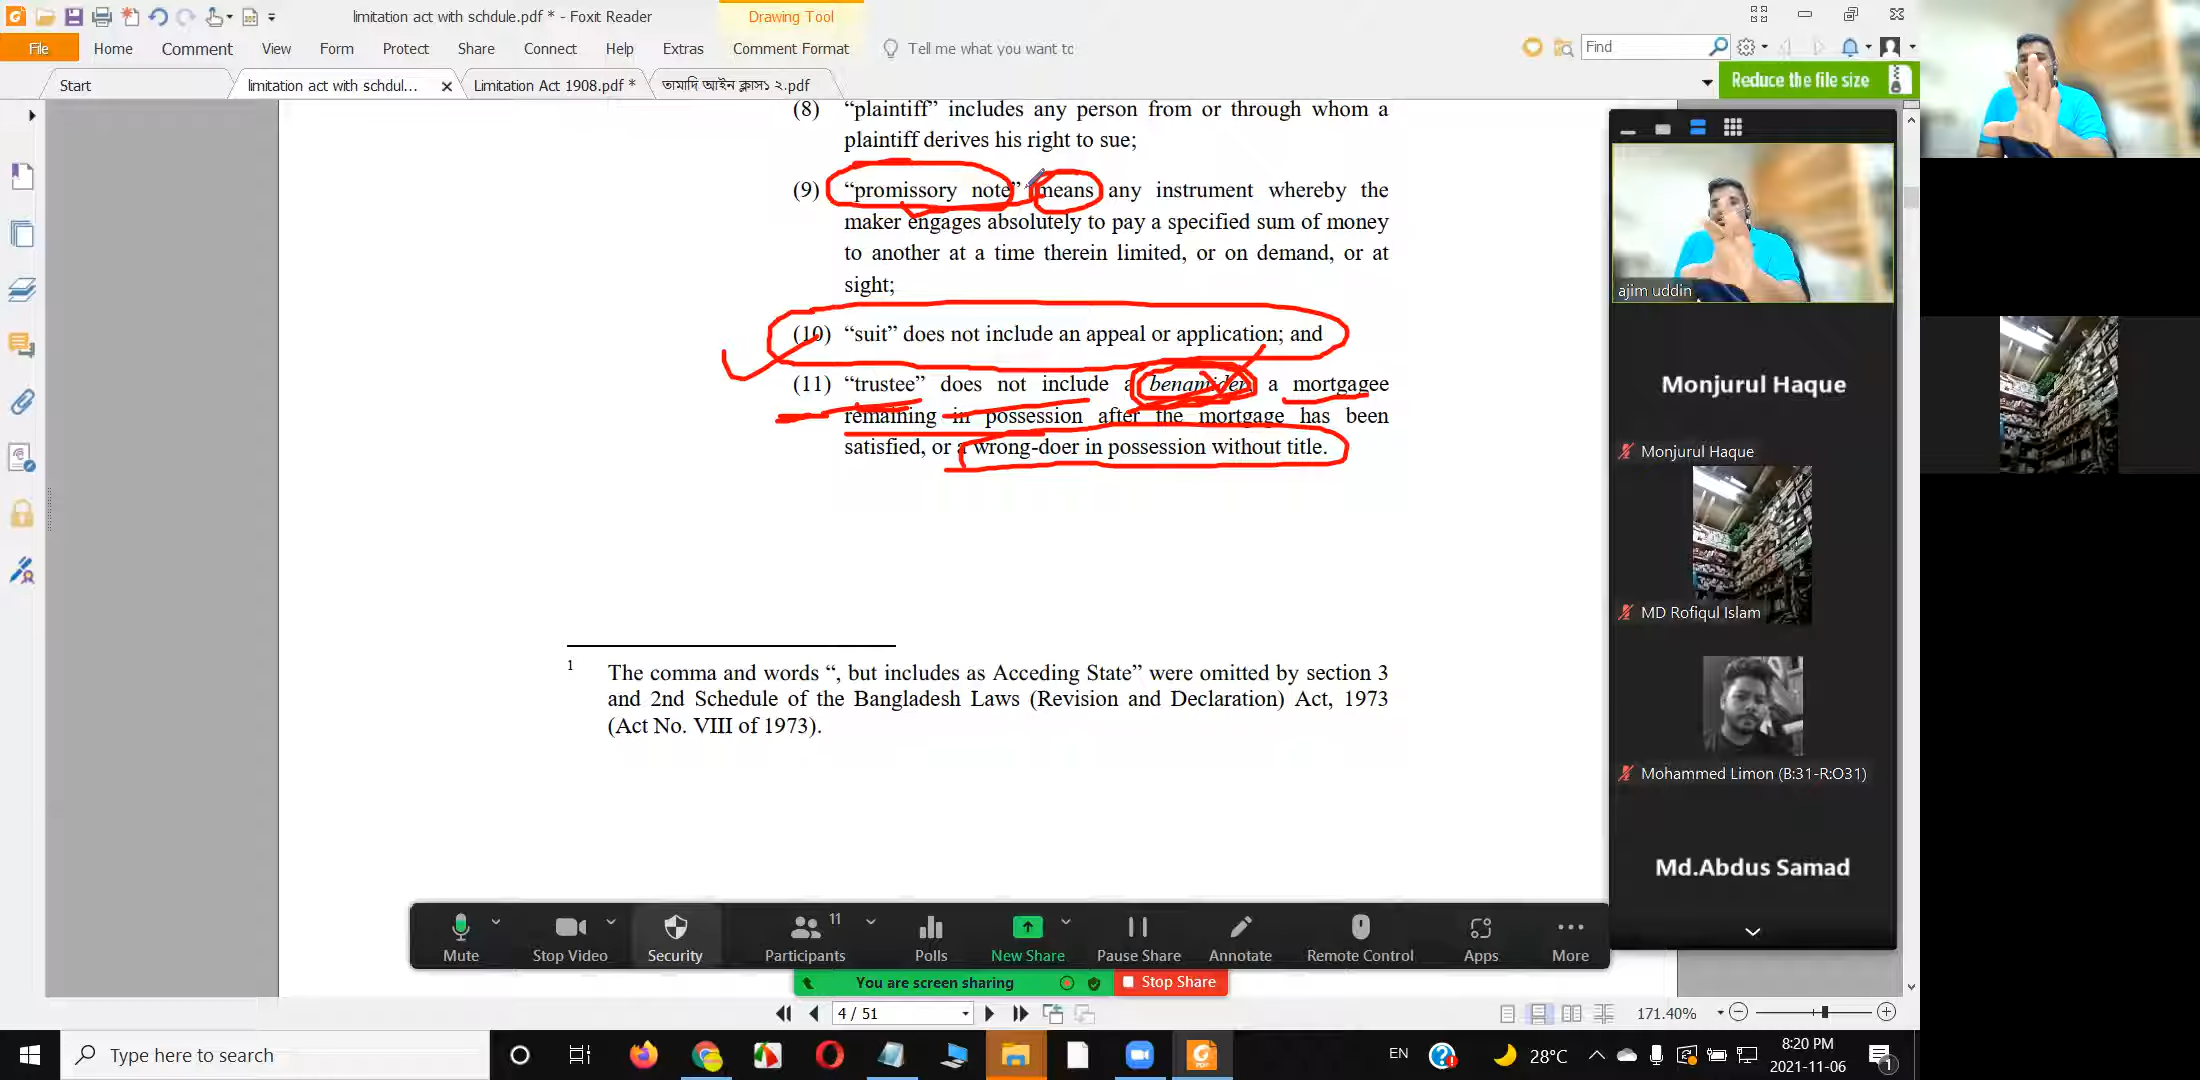 limitation act with schdule.pdf * - Foxit Reader
Drawing Tool
File
Home
Comment
View
Form
Protect
Share
Connect
Help
Extras
Comment Format
Tell me what you want tc
Find
Start
limitation act with schdul...
Limitation Act 1908.pdf *
তামাদি আইন ক্লাস১ ২.pdf
Reduce the file size
(8) “plaintiff” includes any person from or through whom a
plaintiff derives his right to sue;
(9) “promissory note” means any instrument whereby the
maker engages absolutely to pay a specified sum of money
to another at a time therein limited, or on demand, or at
sight;
(10) “suit” does not include an appeal or application; and
(11) “trustee” does not include a benamider, a mortgagee
remaining in possession after the mortgage has been
satisfied, or a wrong-doer in possession without title.
1 The comma and words “, but includes as Acceding State” were omitted by section 3
and 2nd Schedule of the Bangladesh Laws (Revision and Declaration) Act, 1973
(Act No. VIII of 1973).
ajim uddin
Monjurul Haque
Monjurul Haque
MD Rofiqul Islam
Mohammed Limon (B:31-R:O31)
Md.Abdus Samad
Mute
Stop Video
Security
Participants
11
Polls
New Share
Pause Share
Annotate
Remote Control
Apps
More
You are screen sharing
Stop Share
4 / 51
171.40%
Type here to search
EN
28°C
8:20 PM
2021-11-06
1